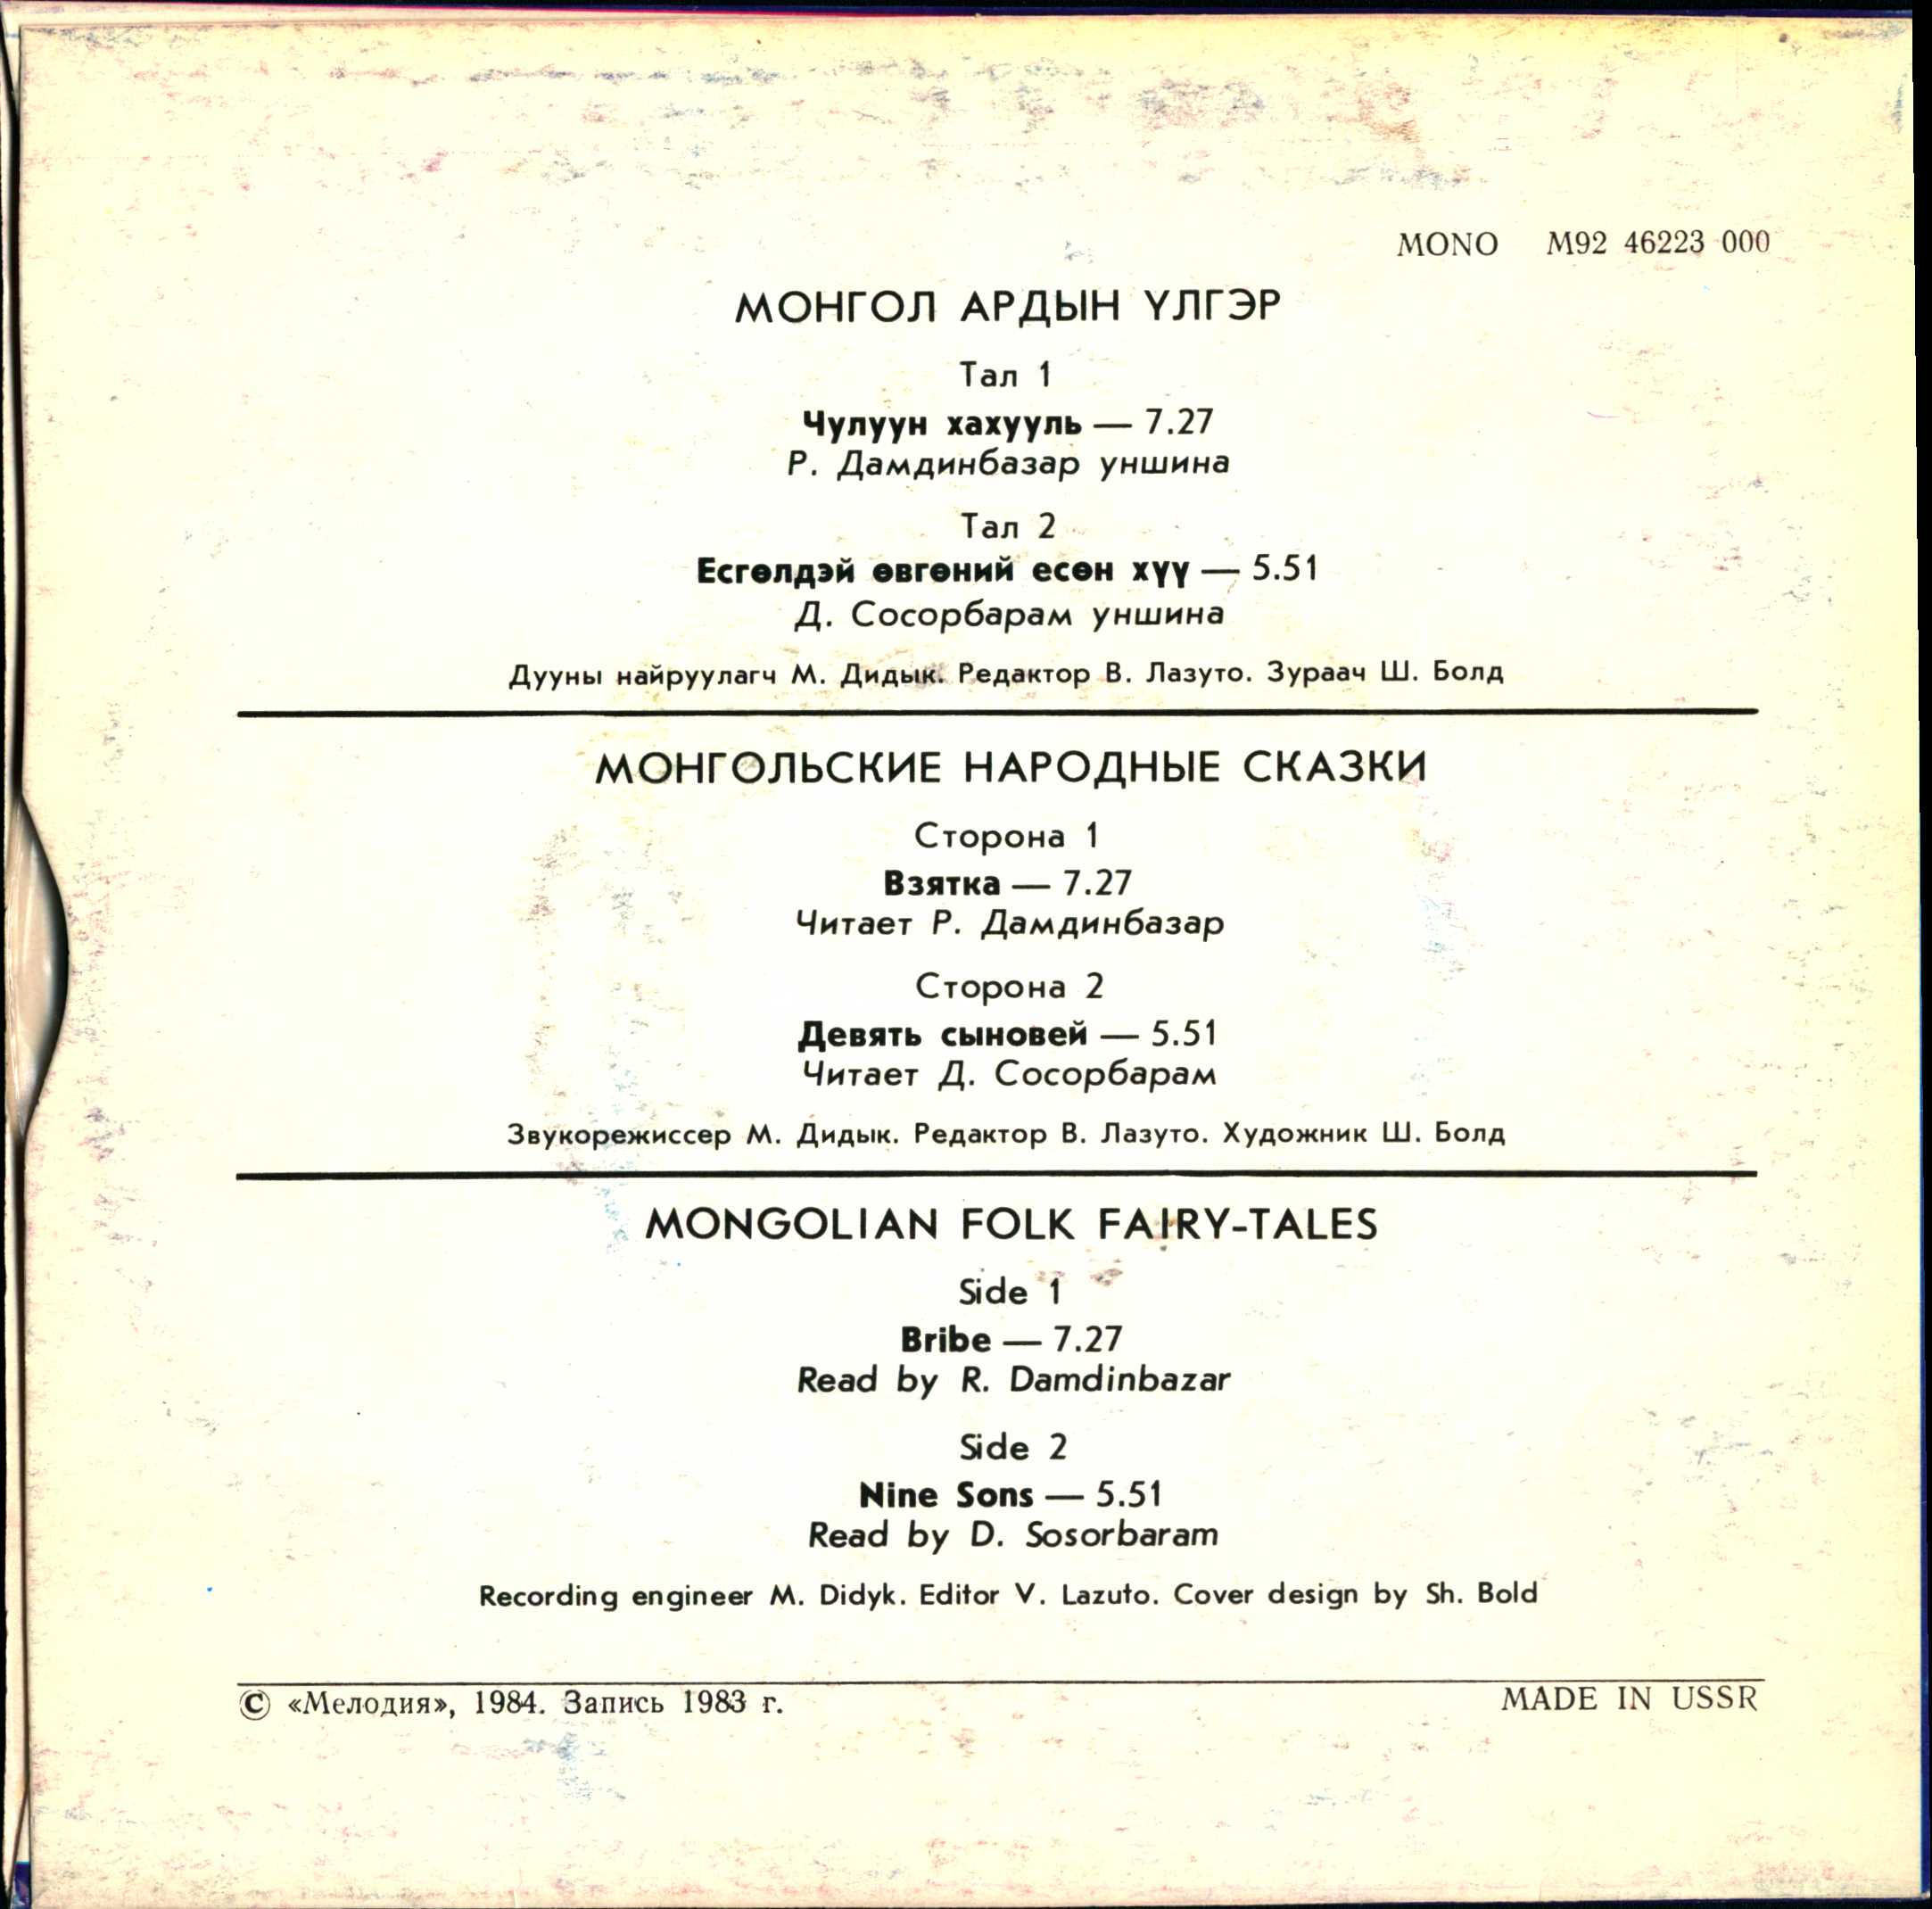 MONO M92 46223 000
МОНГОЛ АРДЫН ҮЛГЭР
Тал 1
Чулуун хахууль — 7.27
Р. Дамдинбазар уншина
Тал 2
Есгөлдэй өвгөний есөн хүү — 5.51
Д. Сосорбарам уншина
Дууны найруулагч М. Дидык. Редактор В. Лазуто. Зураач Ш. Болд
МОНГОЛЬСКИЕ НАРОДНЫЕ СКАЗКИ
Сторона 1
Взятка — 7.27
Читает Р. Дамдинбазар
Сторона 2
Девять сыновей — 5.51
Читает Д. Сосорбарам
Звукорежиссер М. Дидык. Редактор В. Лазуто. Художник Ш. Болд
MONGOLIAN FOLK FAIRY-TALES
Side 1
Bribe — 7.27
Read by R. Damdinbazar
Side 2
Nine Sons — 5.51
Read by D. Sosorbaram
Recording engineer M. Didyk. Editor V. Lazuto. Cover design by Sh. Bold
© «Мелодия», 1984. Запись 1983 г. MADE IN USSR